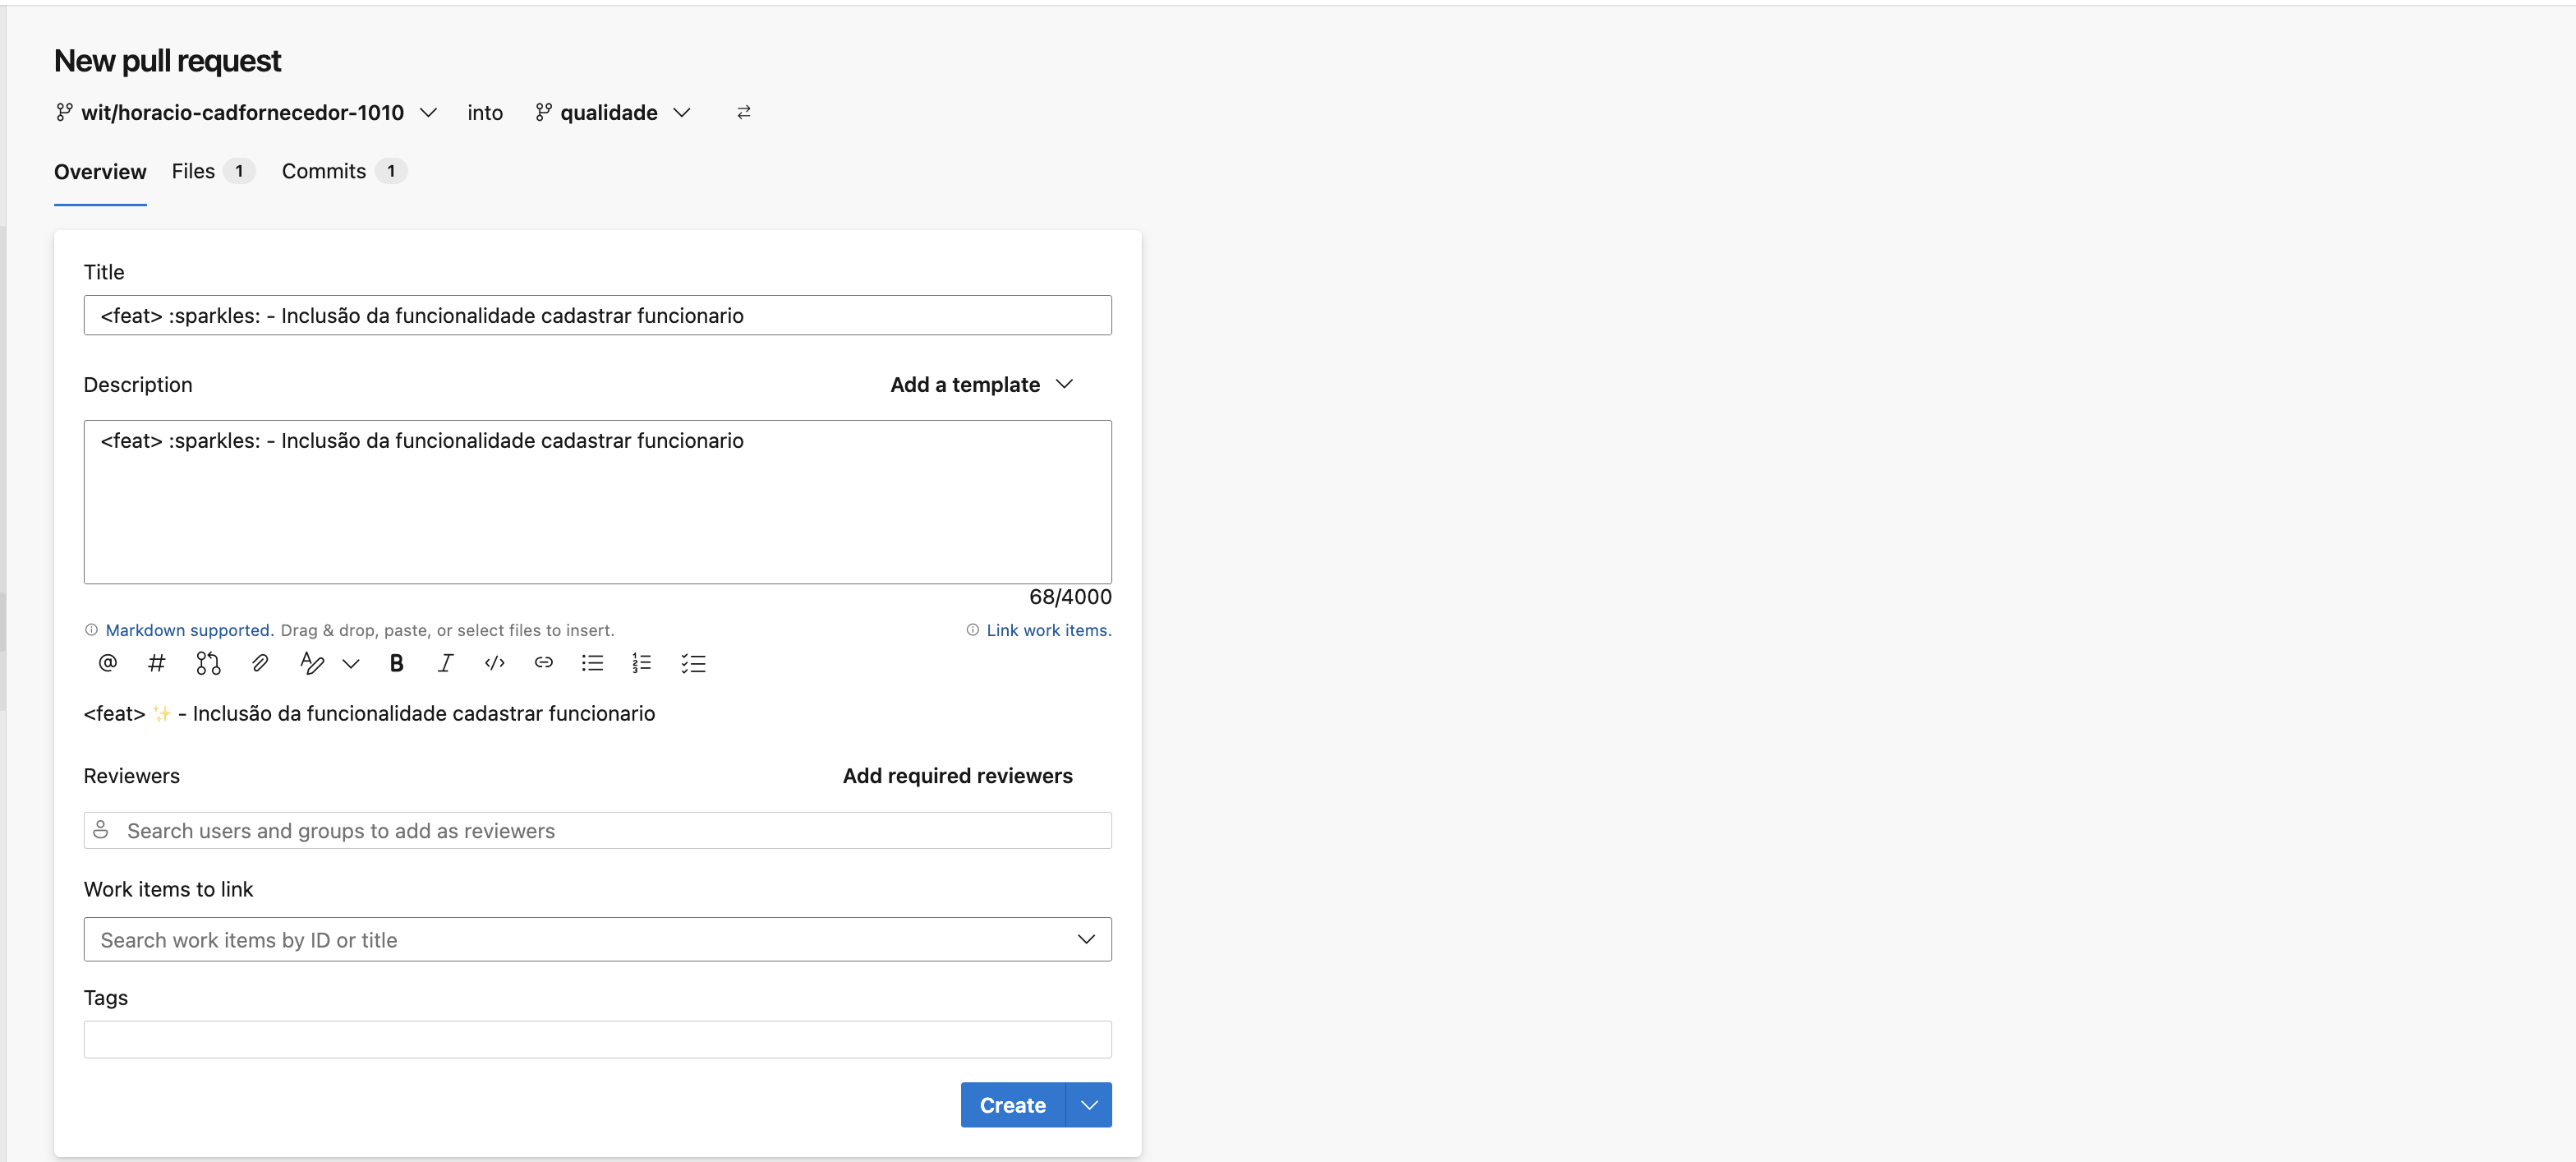 New pull request
wit/horacio-cadfornecedor-1010 into qualidade
Overview Files 1 Commits 1
Title
<feat> :sparkles: - Inclusão da funcionalidade cadastrar funcionario
Description Add a template
<feat> :sparkles: - Inclusão da funcionalidade cadastrar funcionario
68/4000
Markdown supported. Drag & drop, paste, or select files to insert. Link work items.
<feat> ✨ - Inclusão da funcionalidade cadastrar funcionario
Reviewers Add required reviewers
Search users and groups to add as reviewers
Work items to link
Search work items by ID or title
Tags
Create